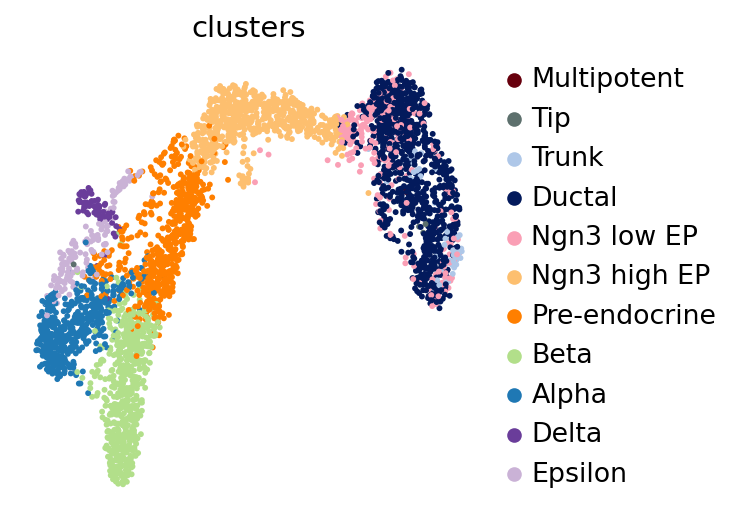 clusters
Multipotent
Tip
Trunk
Ductal
Ngn3 low EP
Ngn3 high EP
Pre-endocrine
Beta
Alpha
Delta
Epsilon